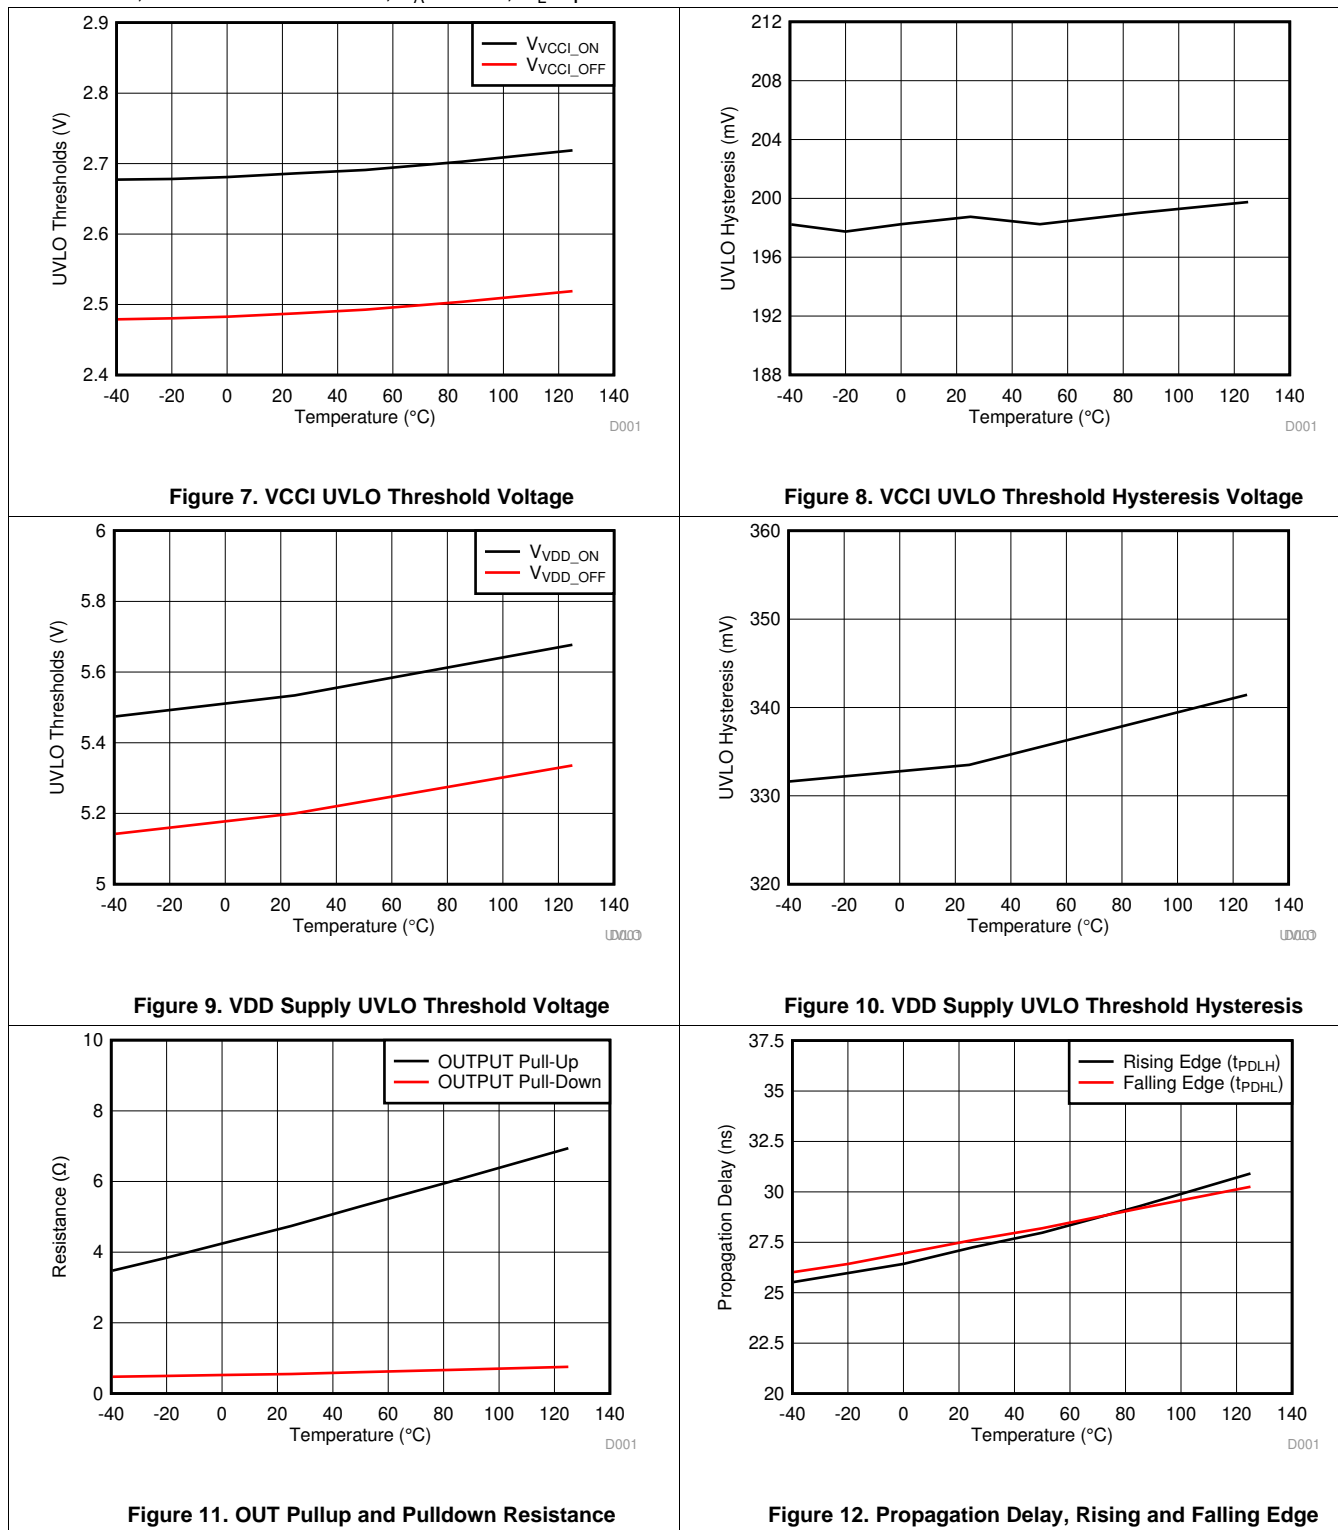 2.9
2.8
2.7
2.6
2.5
2.4
-40 -20 0 20 40 60 80 100 120 140
UVLO Thresholds (V)
Temperature (°C)
VVCCI_ON
VVCCI_OFF
D001
Figure 7. VCCI UVLO Threshold Voltage
212
208
204
200
196
192
188
-40 -20 0 20 40 60 80 100 120 140
UVLO Hysteresis (mV)
Temperature (°C)
D001
Figure 8. VCCI UVLO Threshold Hysteresis Voltage
6
5.8
5.6
5.4
5.2
5
-40 -20 0 20 40 60 80 100 120 140
UVLO Thresholds (V)
Temperature (°C)
VVDD_ON
VVDD_OFF
Figure 9. VDD Supply UVLO Threshold Voltage
360
350
340
330
320
-40 -20 0 20 40 60 80 100 120 140
UVLO Hysteresis (mV)
Temperature (°C)
Figure 10. VDD Supply UVLO Threshold Hysteresis
10
8
6
4
2
0
-40 -20 0 20 40 60 80 100 120 140
Resistance (Ω)
Temperature (°C)
OUTPUT Pull-Up
OUTPUT Pull-Down
D001
Figure 11. OUT Pullup and Pulldown Resistance
37.5
35
32.5
30
27.5
25
22.5
20
-40 -20 0 20 40 60 80 100 120 140
Propagation Delay (ns)
Temperature (°C)
Rising Edge (tPDLH)
Falling Edge (tPDHL)
D001
Figure 12. Propagation Delay, Rising and Falling Edge